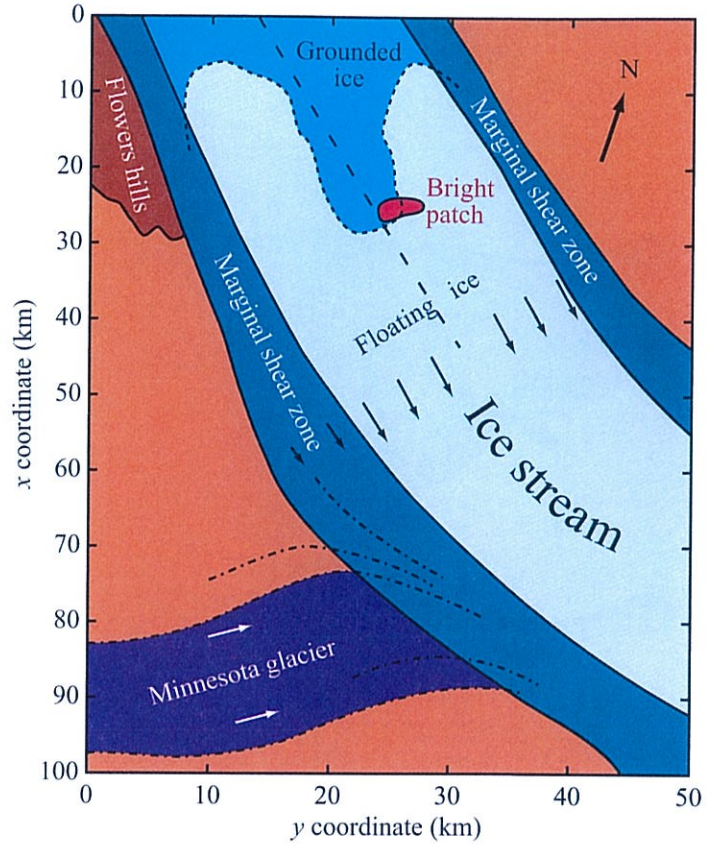 0
10
20
30
40
50
60
70
80
90
100
x coordinate (km)
0
10
20
30
40
50
y coordinate (km)
Grounded
ice
N
Flowers hills
Marginal shear zone
Bright
patch
Marginal shear zone
Floating ice
Ice stream
Minnesota glacier